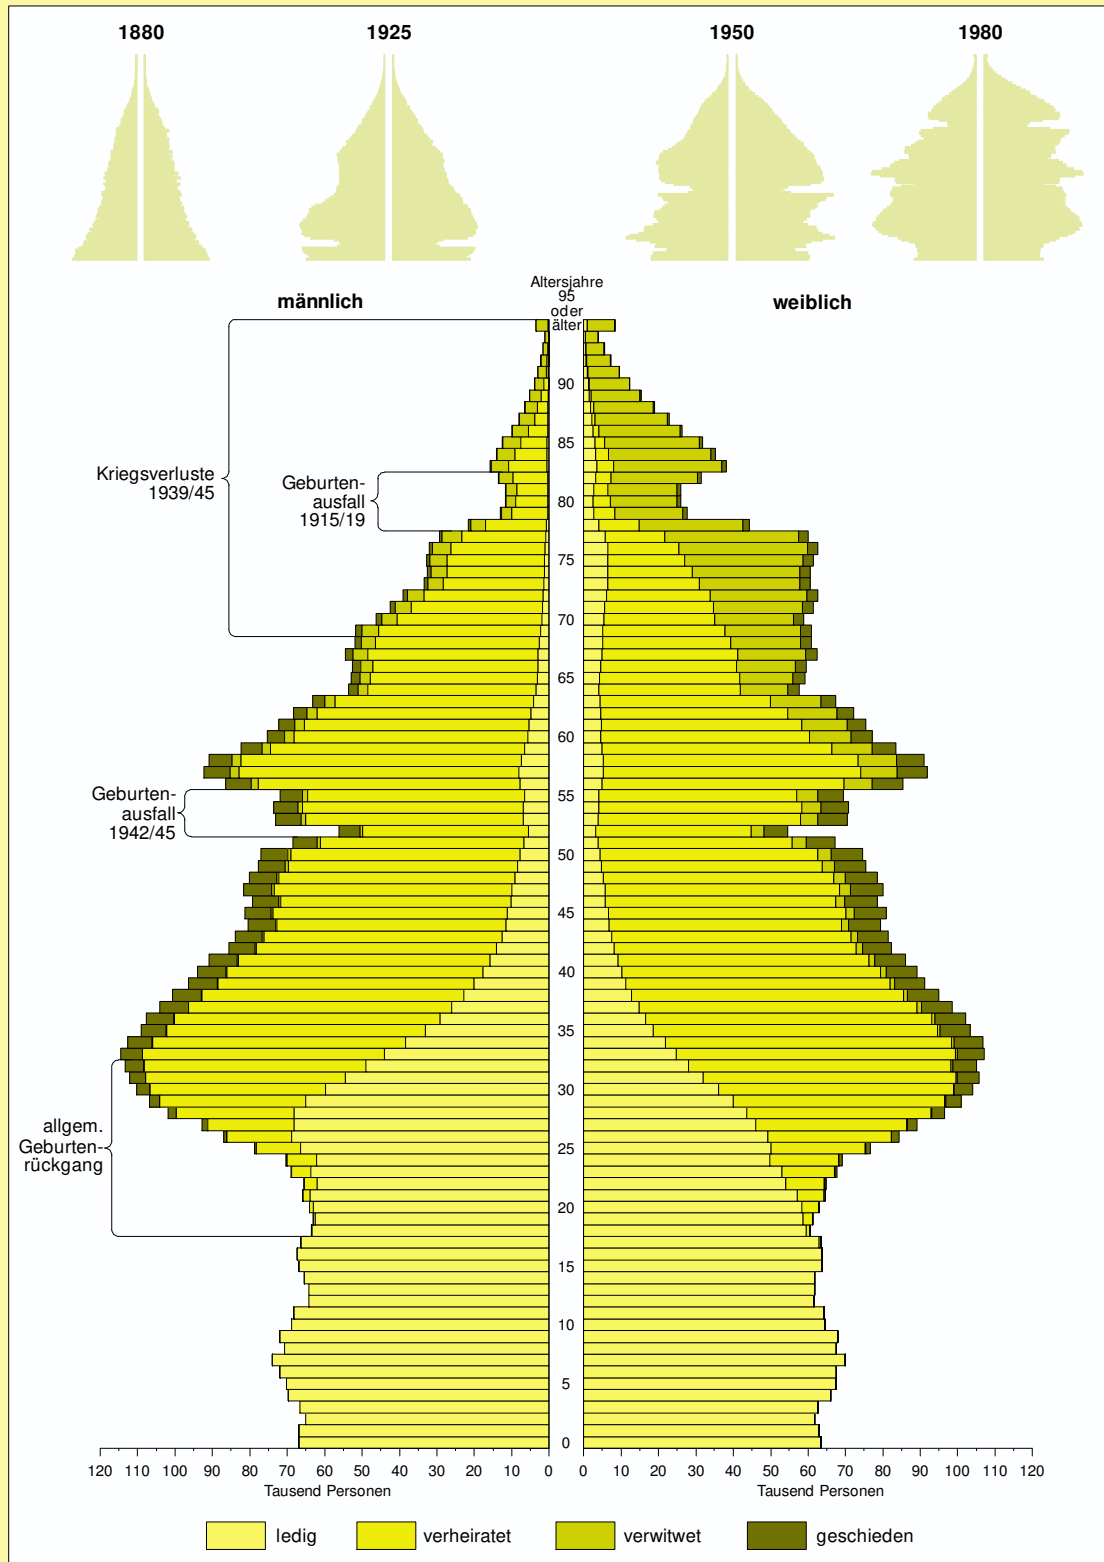 1880
1925
1950
1980
männlich
Altersjahre
95
oder
älter
weiblich
90
85
80
75
70
65
60
55
50
45
40
35
30
25
20
15
10
5
0
Kriegsverluste
1939/45
Geburten-
ausfall
1915/19
Geburten-
ausfall
1942/45
allgem.
Geburten-
rückgang
120 110 100 90 80 70 60 50 40 30 20 10 0
0 10 20 30 40 50 60 70 80 90 100 110 120
Tausend Personen
Tausend Personen
ledig verheiratet verwitwet geschieden